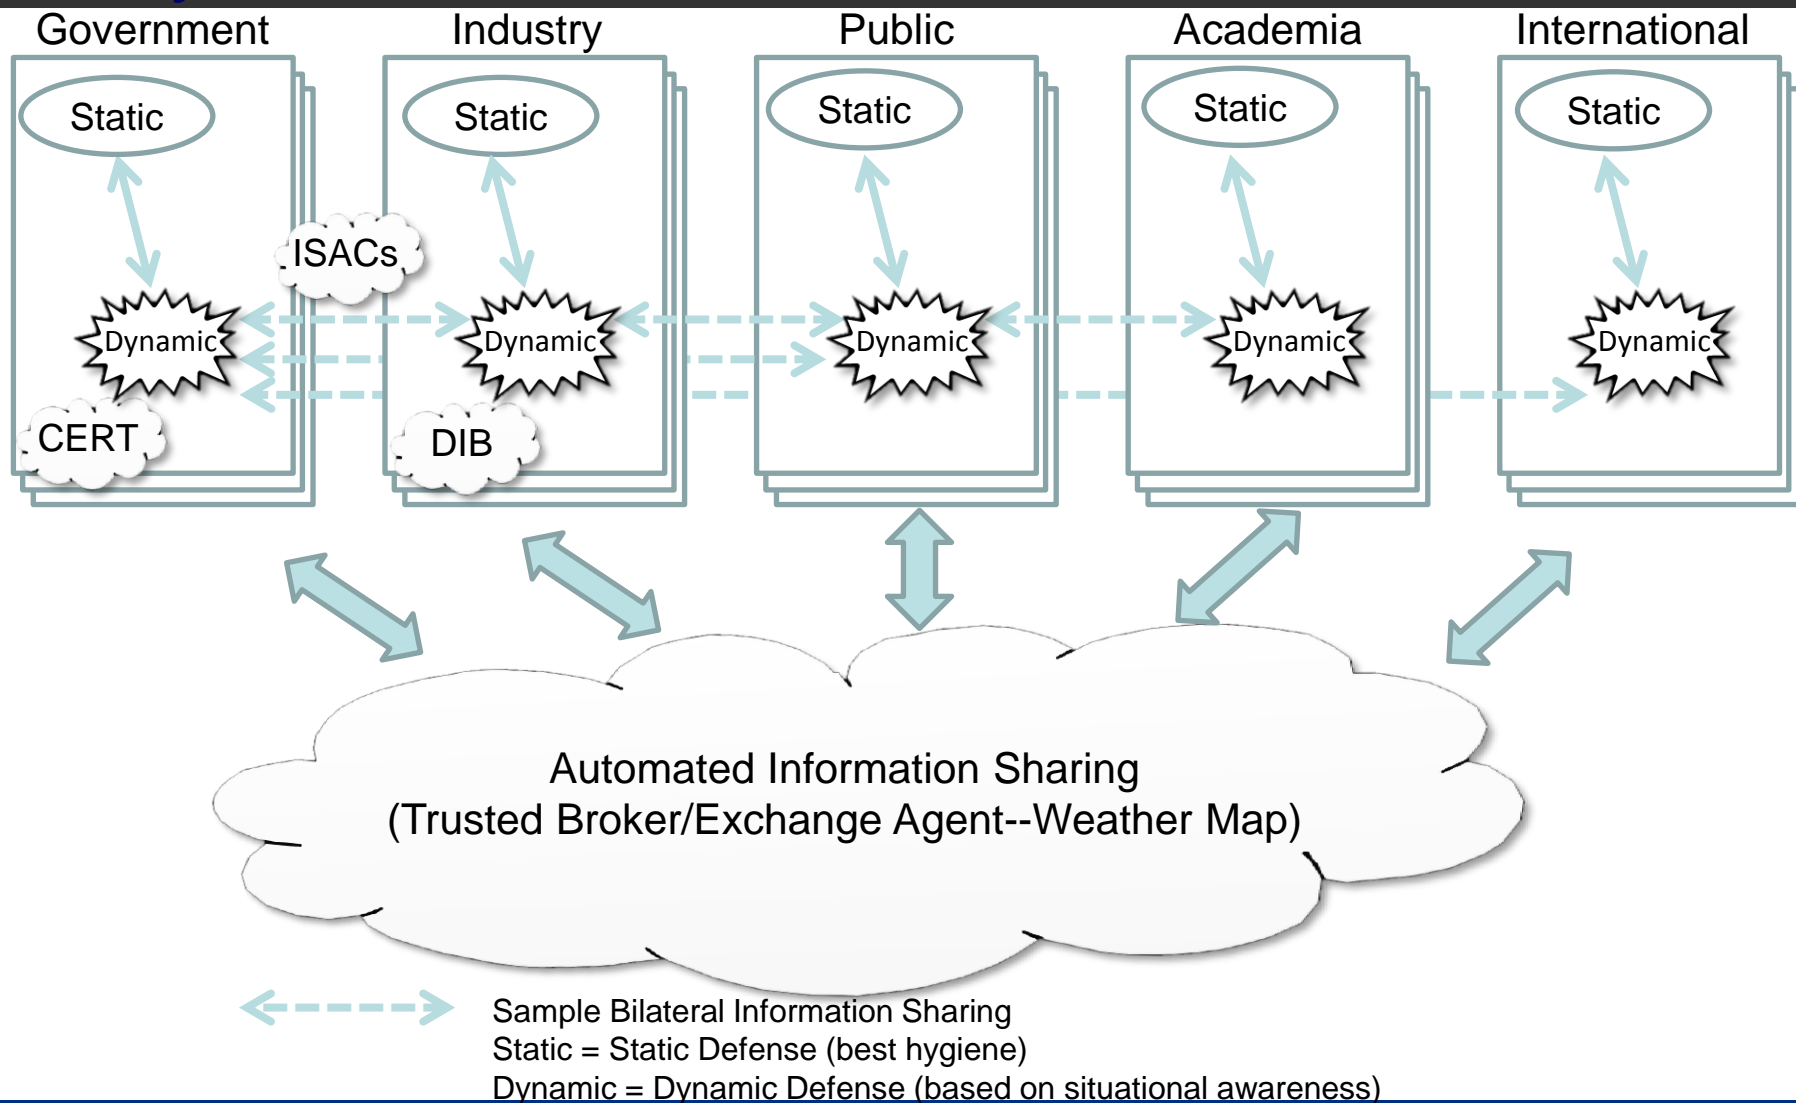 Government
Industry
Public
Academia
International
Static
Static
Static
Static
Static
ISACs
Dynamic
Dynamic
Dynamic
Dynamic
Dynamic
CERT
DIB
Automated Information Sharing
(Trusted Broker/Exchange Agent--Weather Map)
Sample Bilateral Information Sharing
Static = Static Defense (best hygiene)
Dynamic = Dynamic Defense (based on situational awareness)